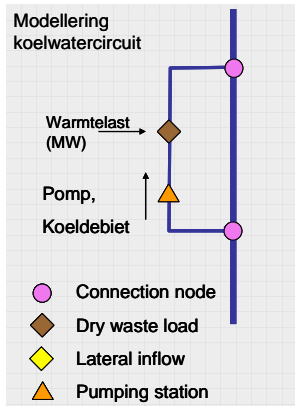 Modellering
koelwatercircuit
Warmtelast
(MW)
Pomp,
Koeldebiet
Connection node
Dry waste load
Lateral inflow
Pumping station